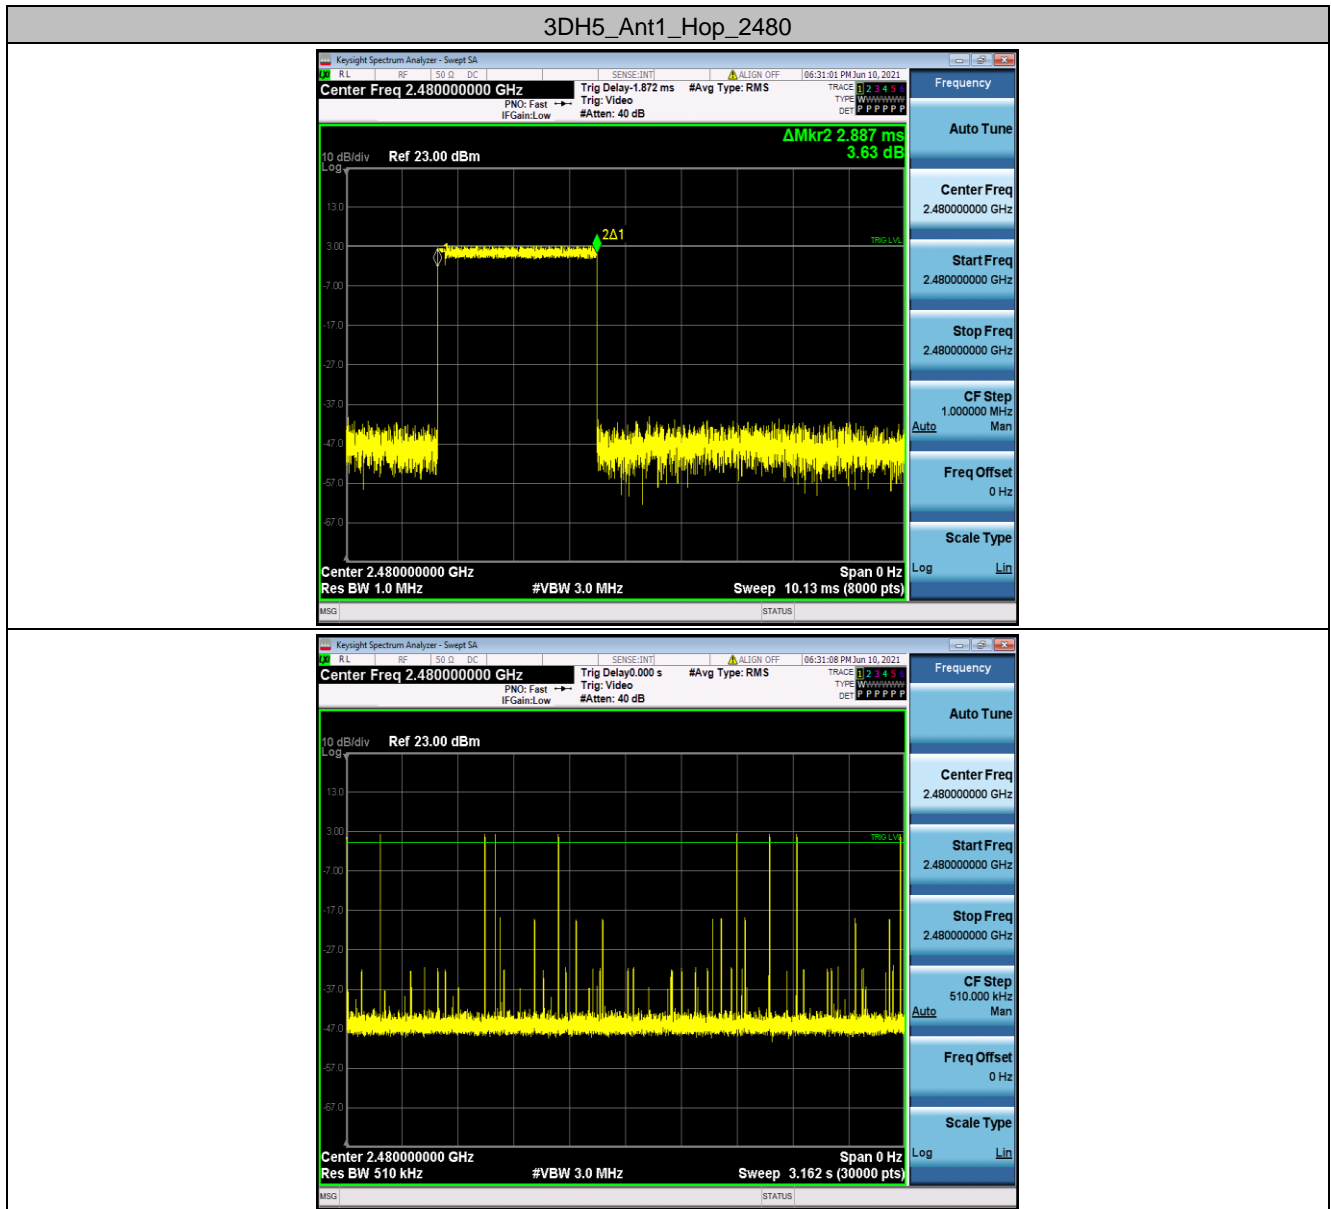 3DH5_Ant1_Hop_2480
Keysight Spectrum Analyzer - Swept SA
RL RF 50 Ω DC SENSE:INT ALIGN OFF 06:31:01 PM Jun 10, 2021
Center Freq 2.480000000 GHz
PNO: Fast
IFGain:Low
Trig Delay-1.872 ms
Trig: Video
#Atten: 40 dB
#Avg Type: RMS
TRACE 1 2 3 4 5 6
TYPE WWWWWW
DET P P P P P P
Frequency
Auto Tune
Center Freq
2.480000000 GHz
Start Freq
2.480000000 GHz
Stop Freq
2.480000000 GHz
CF Step
1.000000 MHz
Auto Man
Freq Offset
0 Hz
Scale Type
Log Lin
ΔMkr2 2.887 ms
3.63 dB
10 dB/div Ref 23.00 dBm
Log
13.0
3.00
-7.00
-17.0
-27.0
-37.0
-47.0
-57.0
-67.0
1
2Δ1
TRIG LVL
Center 2.480000000 GHz Span 0 Hz
Res BW 1.0 MHz #VBW 3.0 MHz Sweep 10.13 ms (8000 pts)
MSG STATUS
Keysight Spectrum Analyzer - Swept SA
RL RF 50 Ω DC SENSE:INT ALIGN OFF 06:31:08 PM Jun 10, 2021
Center Freq 2.480000000 GHz
PNO: Fast
IFGain:Low
Trig Delay0.000 s
Trig: Video
#Atten: 40 dB
#Avg Type: RMS
TRACE 1 2 3 4 5 6
TYPE WWWWWW
DET P P P P P P
Frequency
Auto Tune
Center Freq
2.480000000 GHz
Start Freq
2.480000000 GHz
Stop Freq
2.480000000 GHz
CF Step
510.000 kHz
Auto Man
Freq Offset
0 Hz
Scale Type
Log Lin
10 dB/div Ref 23.00 dBm
Log
13.0
3.00
-7.00
-17.0
-27.0
-37.0
-47.0
-57.0
-67.0
TRIG LVL
Center 2.480000000 GHz Span 0 Hz
Res BW 510 kHz #VBW 3.0 MHz Sweep 3.162 s (30000 pts)
MSG STATUS